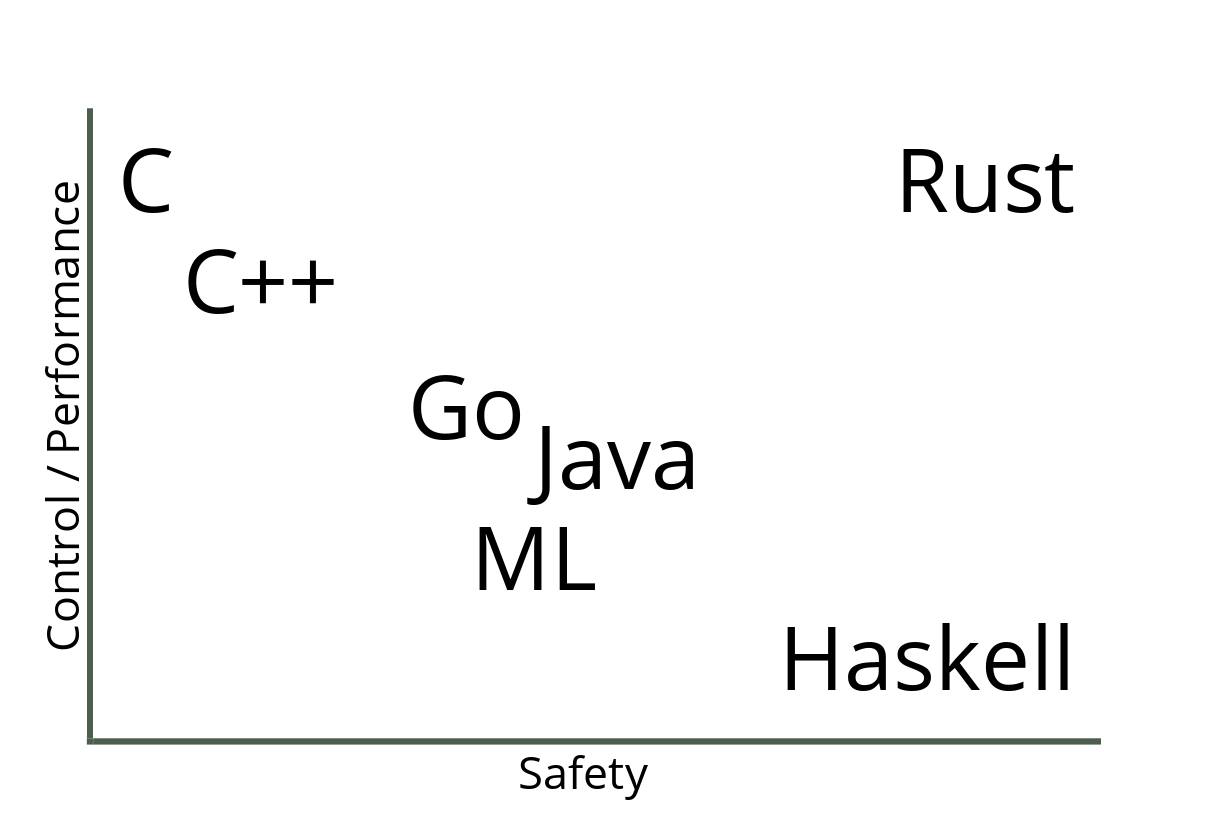 C
Rust
C++
Go
Java
ML
Haskell
Control / Performance
Safety